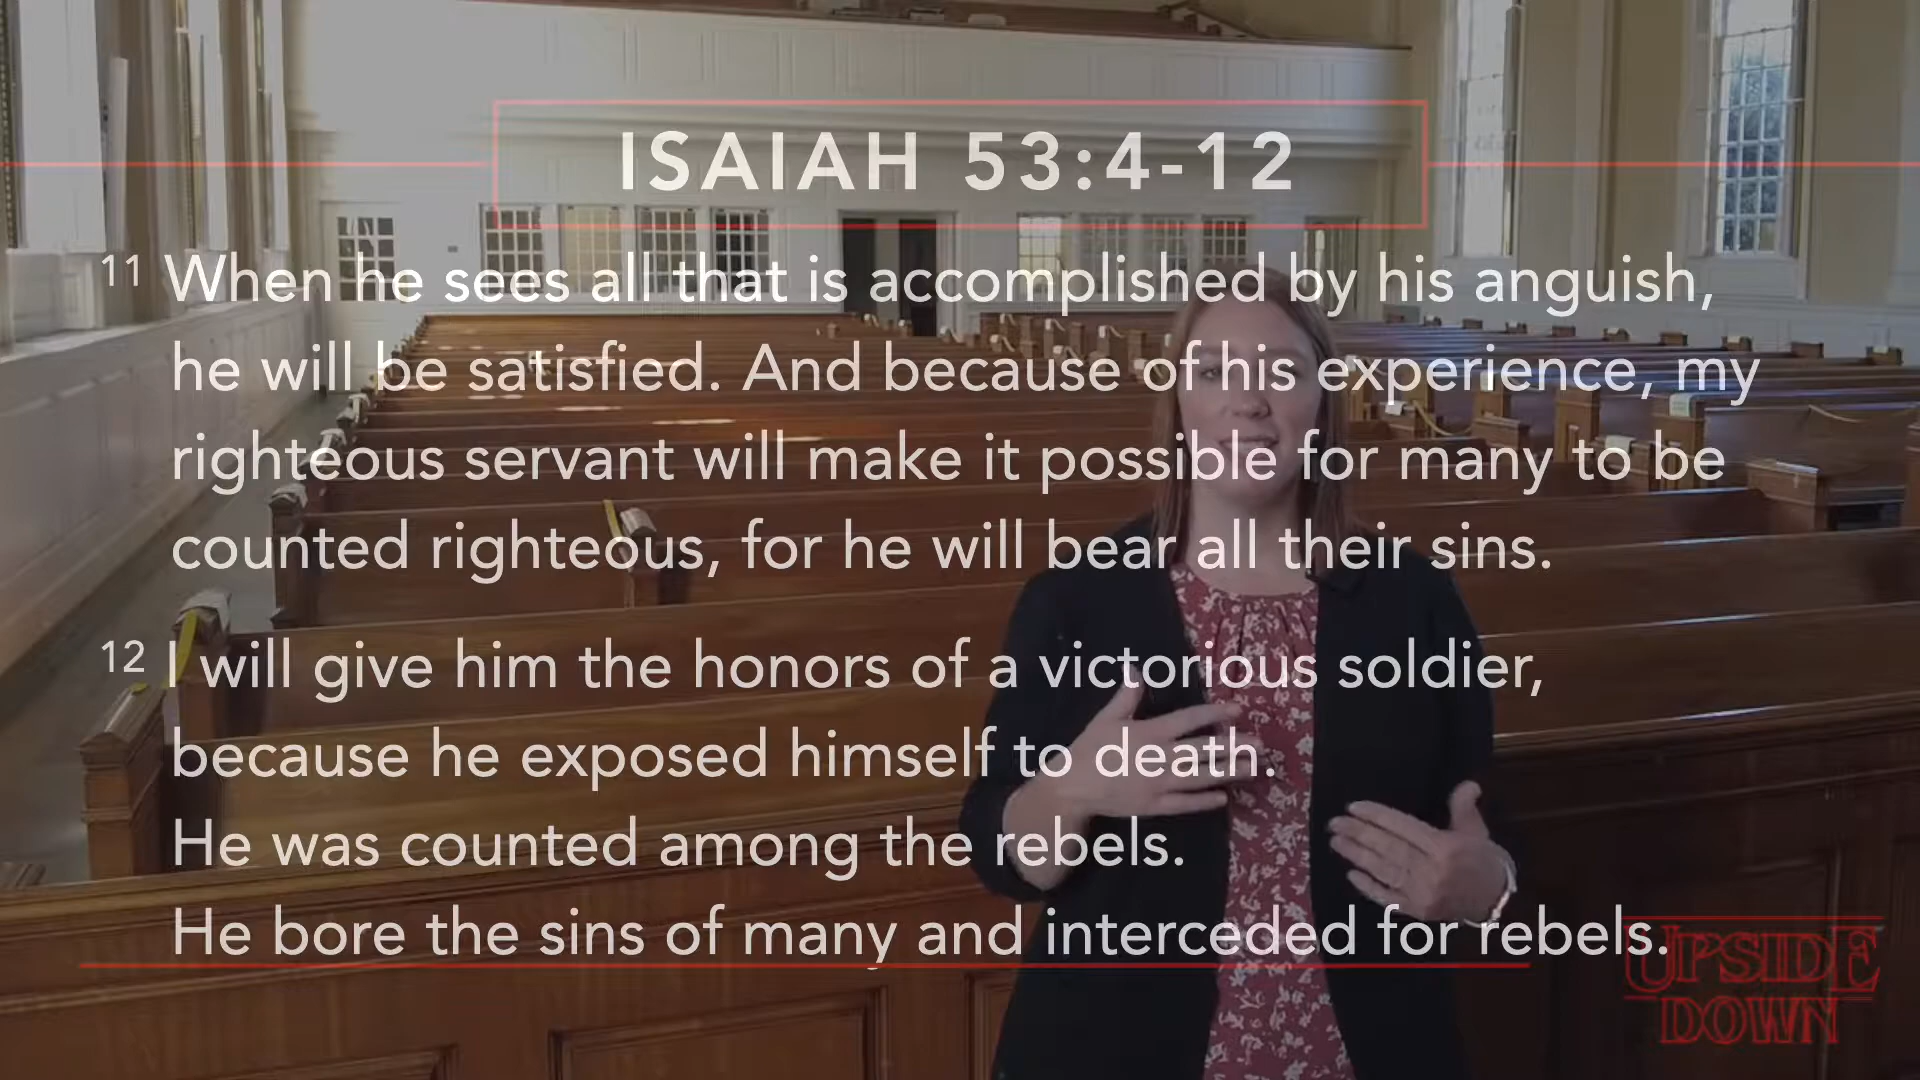 ISAIAH 53:4-12
11 When he sees all that is accomplished by his anguish,
he will be satisfied. And because of his experience, my
righteous servant will make it possible for many to be
counted righteous, for he will bear all their sins.
12 I will give him the honors of a victorious soldier,
because he exposed himself to death.
He was counted among the rebels.
He bore the sins of many and interceded for rebels.
UPSIDE
DOWN